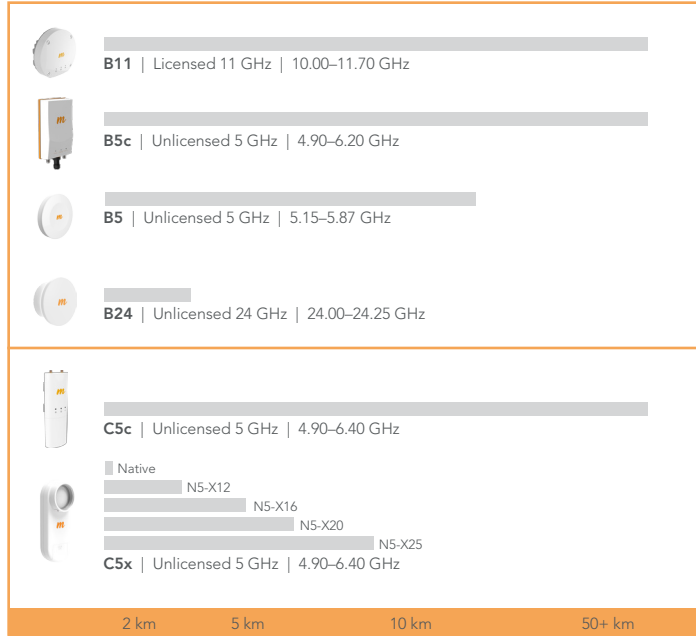 B11 | Licensed 11 GHz | 10.00–11.70 GHz
B5c | Unlicensed 5 GHz | 4.90–6.20 GHz
B5 | Unlicensed 5 GHz | 5.15–5.87 GHz
B24 | Unlicensed 24 GHz | 24.00–24.25 GHz
C5c | Unlicensed 5 GHz | 4.90–6.40 GHz
Native
N5-X12
N5-X16
N5-X20
N5-X25
C5x | Unlicensed 5 GHz | 4.90–6.40 GHz
2 km 5 km 10 km 50+ km